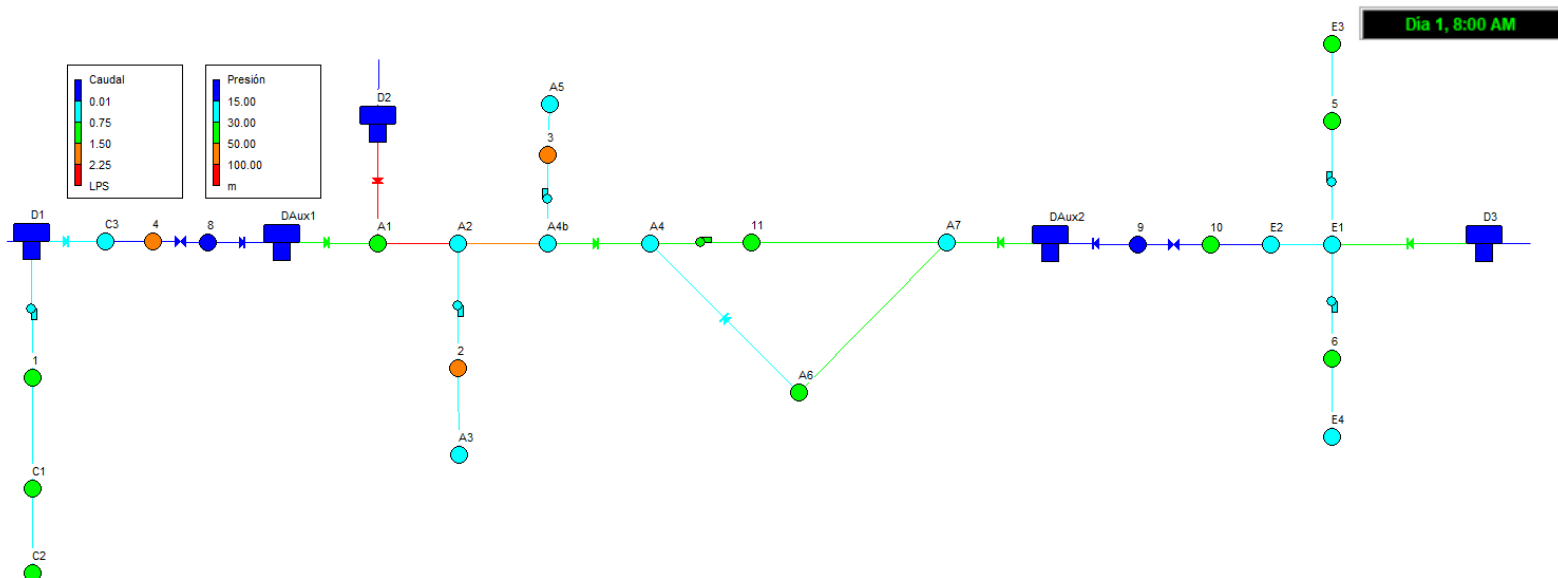 Dia 1, 8:00 AM
E3
Caudal
0.01
0.75
1.50
2.25
LPS
Presión
15.00
30.00
50.00
100.00
m
D2
A5
5
3
D1
C3
4
8
DAux1
A1
A2
A4b
A4
11
A7
DAux2
9
10
E2
E1
D3
1
2
A6
6
A3
E4
C1
C2